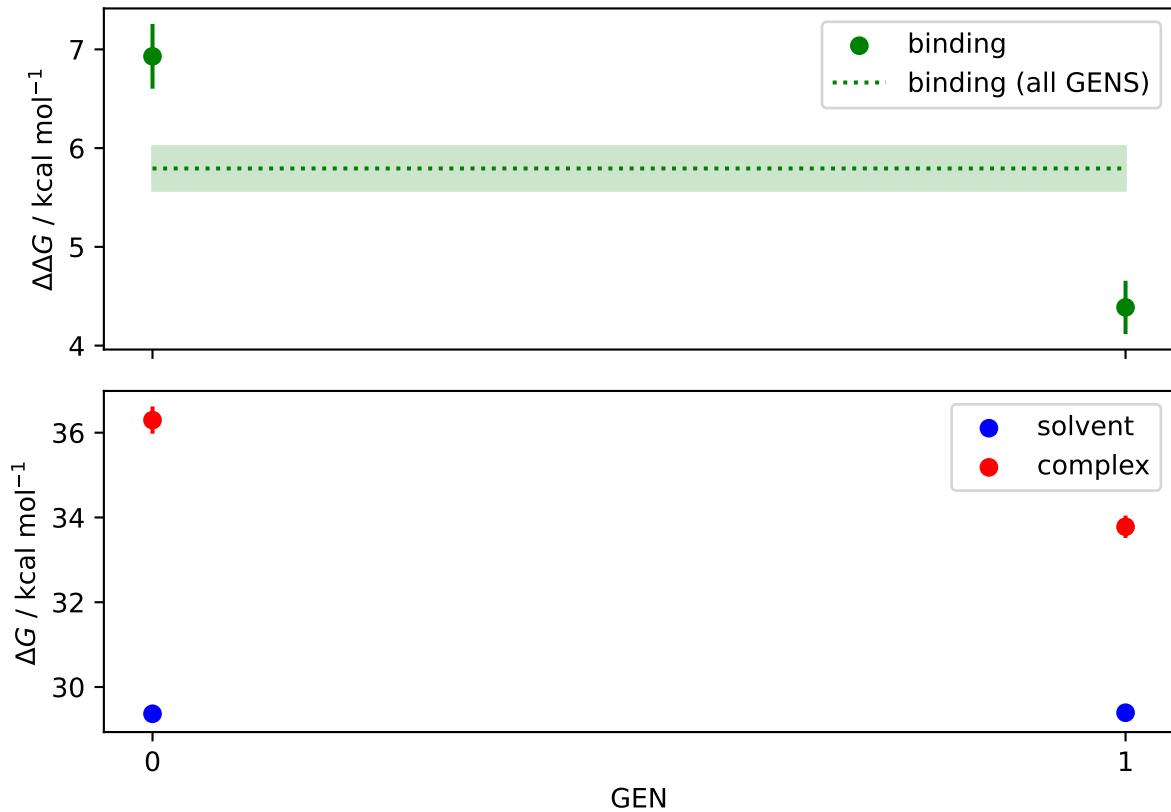 7
6
5
4
ΔΔG / kcal mol⁻¹
binding
binding (all GENS)
36
34
32
30
ΔG / kcal mol⁻¹
solvent
complex
0
1
GEN